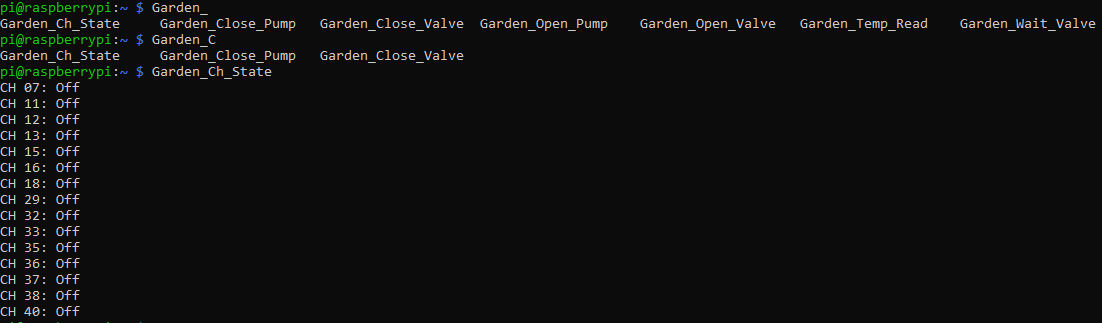 pi@raspberrypi:~ $ Garden_
Garden_Ch_State     Garden_Close_Pump   Garden_Close_Valve  Garden_Open_Pump    Garden_Open_Valve   Garden_Temp_Read    Garden_Wait_Valve
pi@raspberrypi:~ $ Garden_C
Garden_Ch_State     Garden_Close_Pump   Garden_Close_Valve
pi@raspberrypi:~ $ Garden_Ch_State
CH 07: Off
CH 11: Off
CH 12: Off
CH 13: Off
CH 15: Off
CH 16: Off
CH 18: Off
CH 29: Off
CH 32: Off
CH 33: Off
CH 35: Off
CH 36: Off
CH 37: Off
CH 38: Off
CH 40: Off